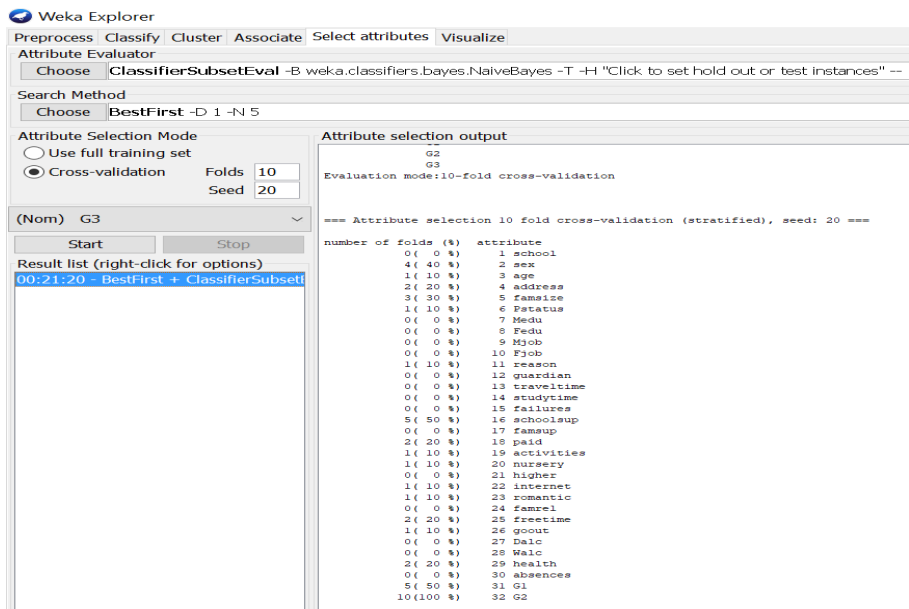 Weka Explorer
Preprocess Classify Cluster Associate Select attributes Visualize
Attribute Evaluator
Choose ClassifierSubsetEval -B weka.classifiers.bayes.NaiveBayes -T -H "Click to set hold out or test instances" --
Search Method
Choose BestFirst -D 1 -N 5
Attribute Selection Mode
Use full training set
Cross-validation Folds 10
Seed 20
(Nom) G3
Start Stop
Result list (right-click for options)
00:21:20 - BestFirst + ClassifierSubset
Attribute selection output
G2
G3
Evaluation mode:10-fold cross-validation
=== Attribute selection 10 fold cross-validation (stratified), seed: 20 ===
number of folds (%) attribute
0( 0 %) 1 school
4( 40 %) 2 sex
1( 10 %) 3 age
2( 20 %) 4 address
3( 30 %) 5 famsize
1( 10 %) 6 Pstatus
0( 0 %) 7 Medu
0( 0 %) 8 Fedu
0( 0 %) 9 Mjob
0( 0 %) 10 Fjob
1( 10 %) 11 reason
0( 0 %) 12 guardian
0( 0 %) 13 traveltime
0( 0 %) 14 studytime
0( 0 %) 15 failures
5( 50 %) 16 schoolsup
0( 0 %) 17 famsup
2( 20 %) 18 paid
1( 10 %) 19 activities
1( 10 %) 20 nursery
0( 0 %) 21 higher
1( 10 %) 22 internet
1( 10 %) 23 romantic
0( 0 %) 24 famrel
2( 20 %) 25 freetime
1( 10 %) 26 goout
0( 0 %) 27 Dalc
0( 0 %) 28 Walc
2( 20 %) 29 health
0( 0 %) 30 absences
5( 50 %) 31 G1
10(100 %) 32 G2